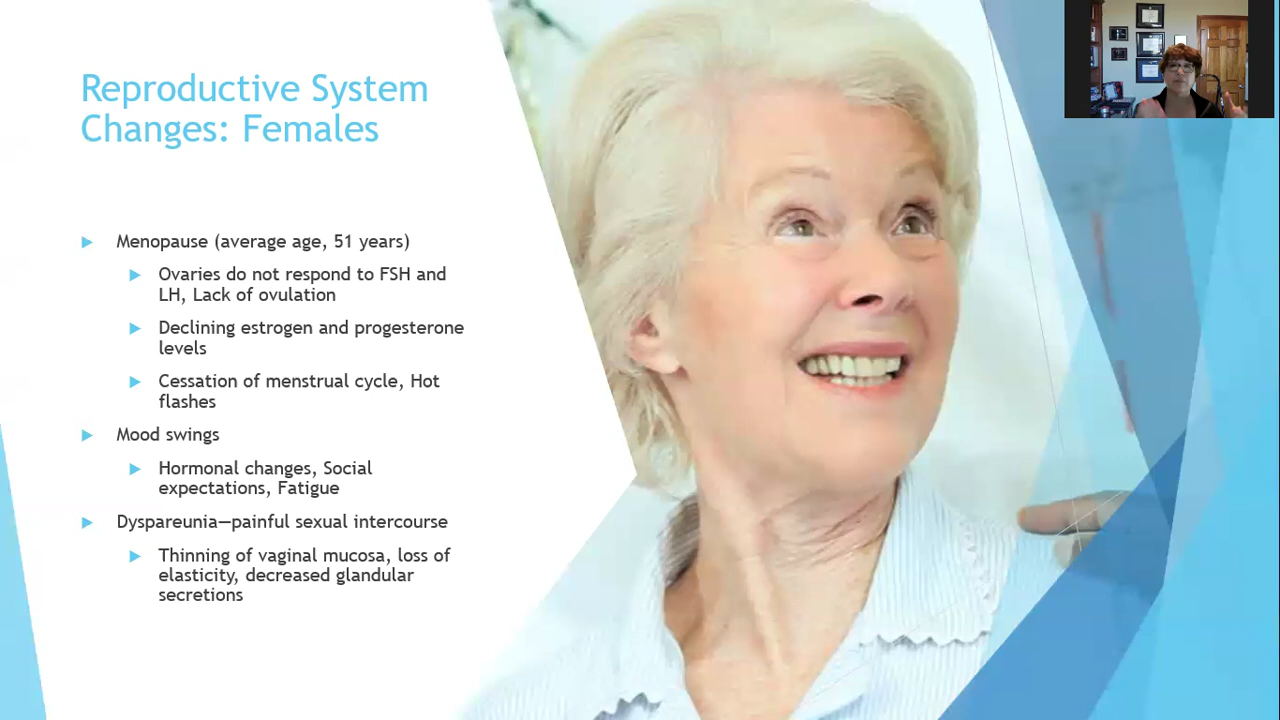 Reproductive System
Changes: Females
Menopause (average age, 51 years)
Ovaries do not respond to FSH and
LH, Lack of ovulation
Declining estrogen and progesterone
levels
Cessation of menstrual cycle, Hot
flashes
Mood swings
Hormonal changes, Social
expectations, Fatigue
Dyspareunia—painful sexual intercourse
Thinning of vaginal mucosa, loss of
elasticity, decreased glandular
secretions